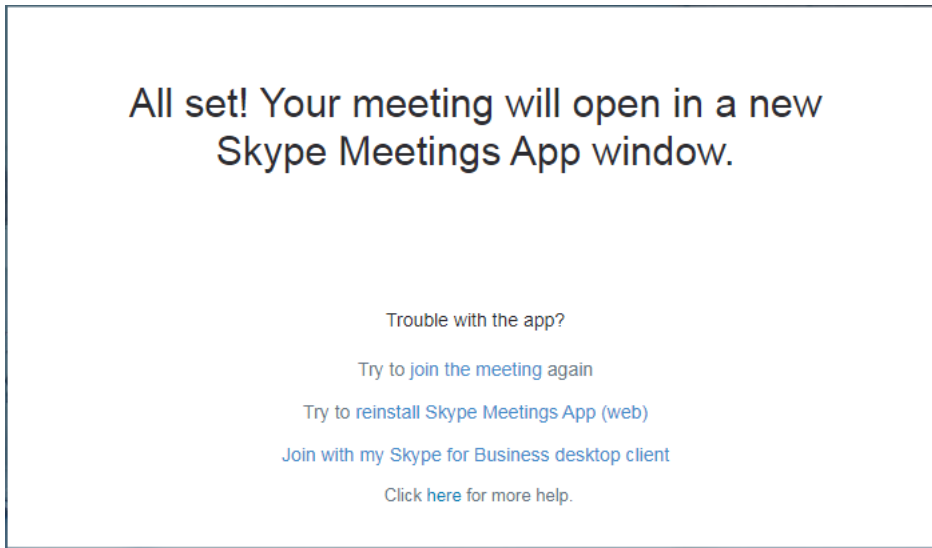 All set! Your meeting will open in a new
Skype Meetings App window.
Trouble with the app?
Try to join the meeting again
Try to reinstall Skype Meetings App (web)
Join with my Skype for Business desktop client
Click here for more help.